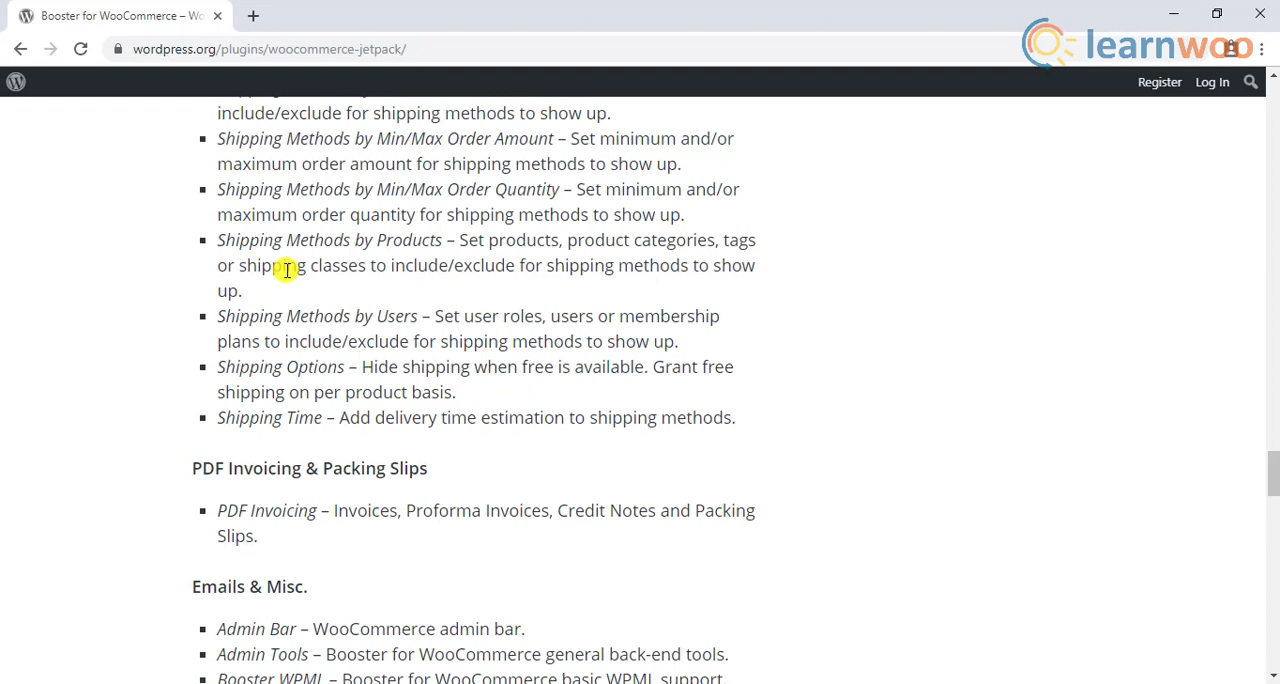 Booster for WooCommerce – Wo
wordpress.org/plugins/woocommerce-jetpack/
learnwoo
Register Log In
include/exclude for shipping methods to show up.
Shipping Methods by Min/Max Order Amount – Set minimum and/or
maximum order amount for shipping methods to show up.
Shipping Methods by Min/Max Order Quantity – Set minimum and/or
maximum order quantity for shipping methods to show up.
Shipping Methods by Products – Set products, product categories, tags
or shipping classes to include/exclude for shipping methods to show
up.
Shipping Methods by Users – Set user roles, users or membership
plans to include/exclude for shipping methods to show up.
Shipping Options – Hide shipping when free is available. Grant free
shipping on per product basis.
Shipping Time – Add delivery time estimation to shipping methods.
PDF Invoicing & Packing Slips
PDF Invoicing – Invoices, Proforma Invoices, Credit Notes and Packing
Slips.
Emails & Misc.
Admin Bar – WooCommerce admin bar.
Admin Tools – Booster for WooCommerce general back-end tools.
Booster WPML – Booster for WooCommerce basic WPML support